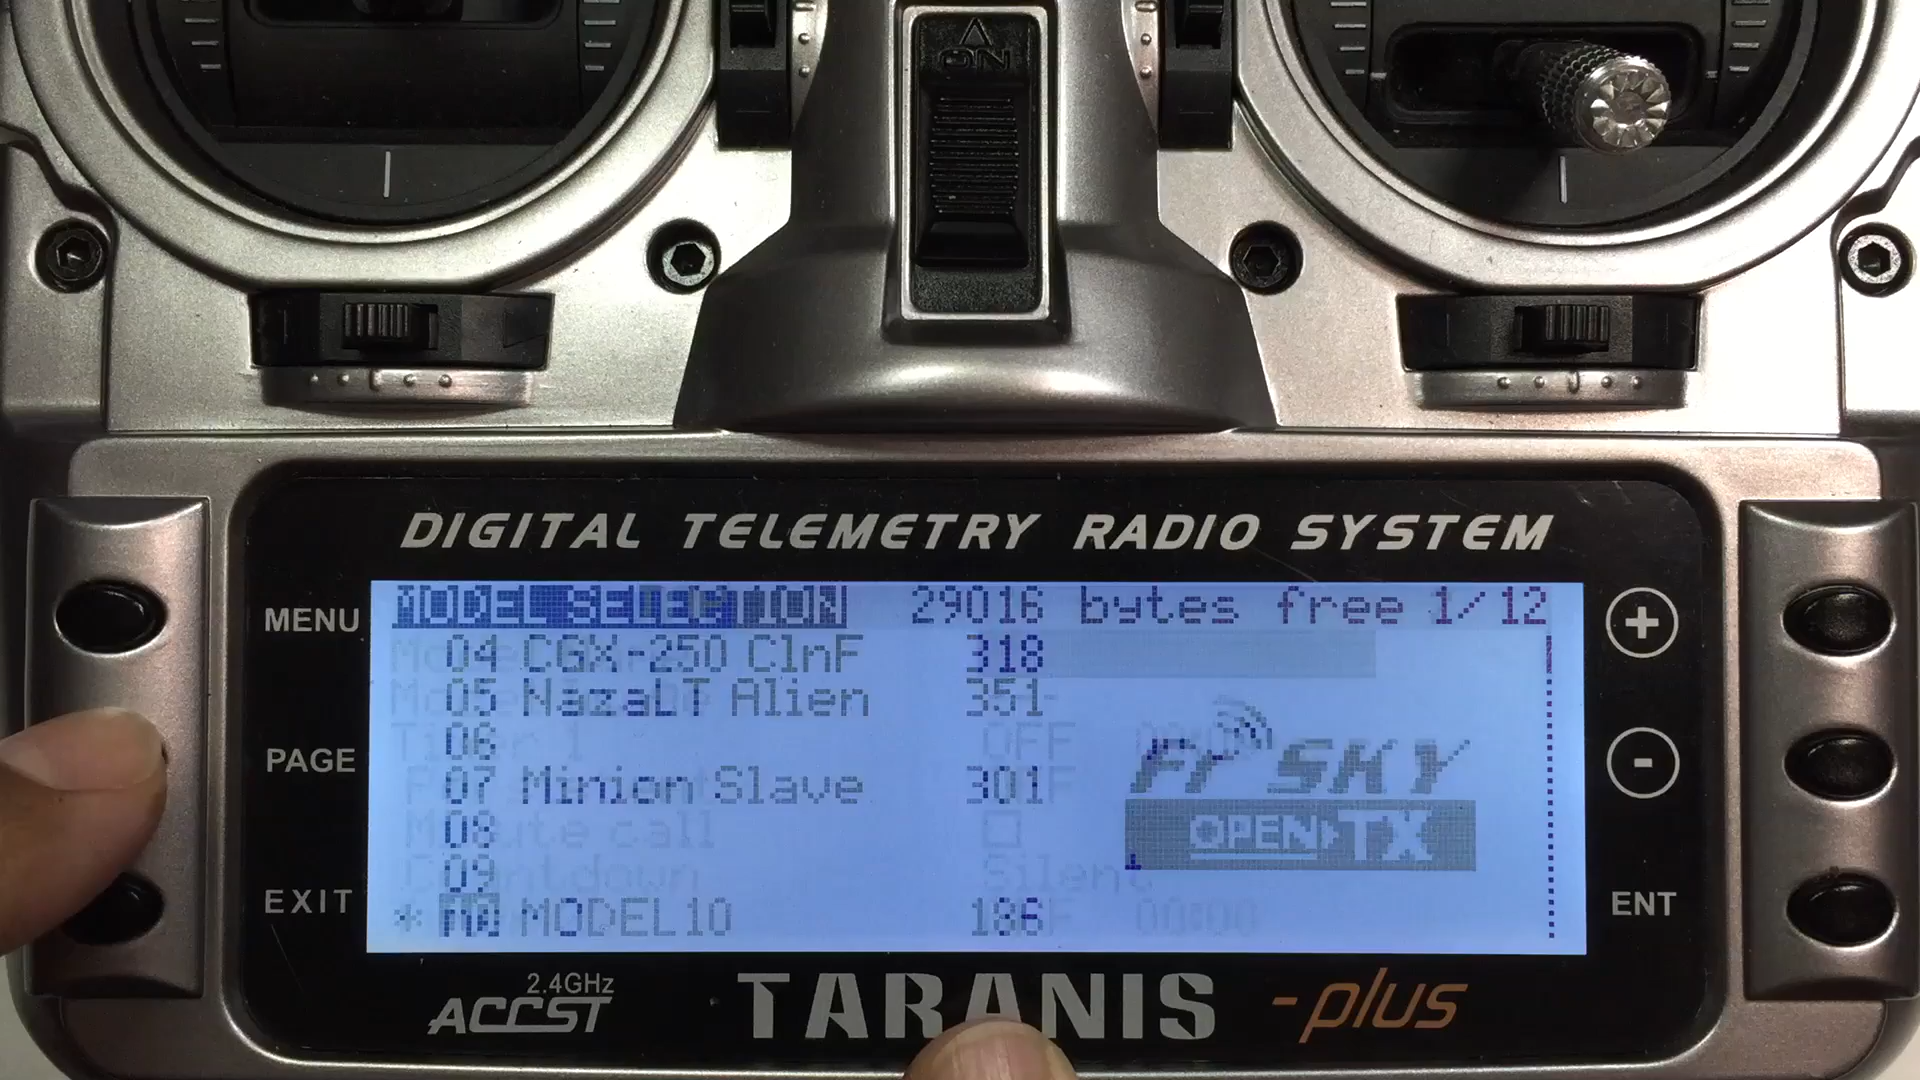 ON
DIGITAL TELEMETRY RADIO SYSTEM
MENU
PAGE
EXIT
MODEL SELECTION 29016 bytes free 1/12
04 CGX-250 ClnF 318
05 NazaLT Alien 351
06
07 Minion Slave 301
08
09
* MODEL10 186
Fr SKY
OPEN TX
+
-
ENT
2.4GHz
ACCST
TARANIS -plus